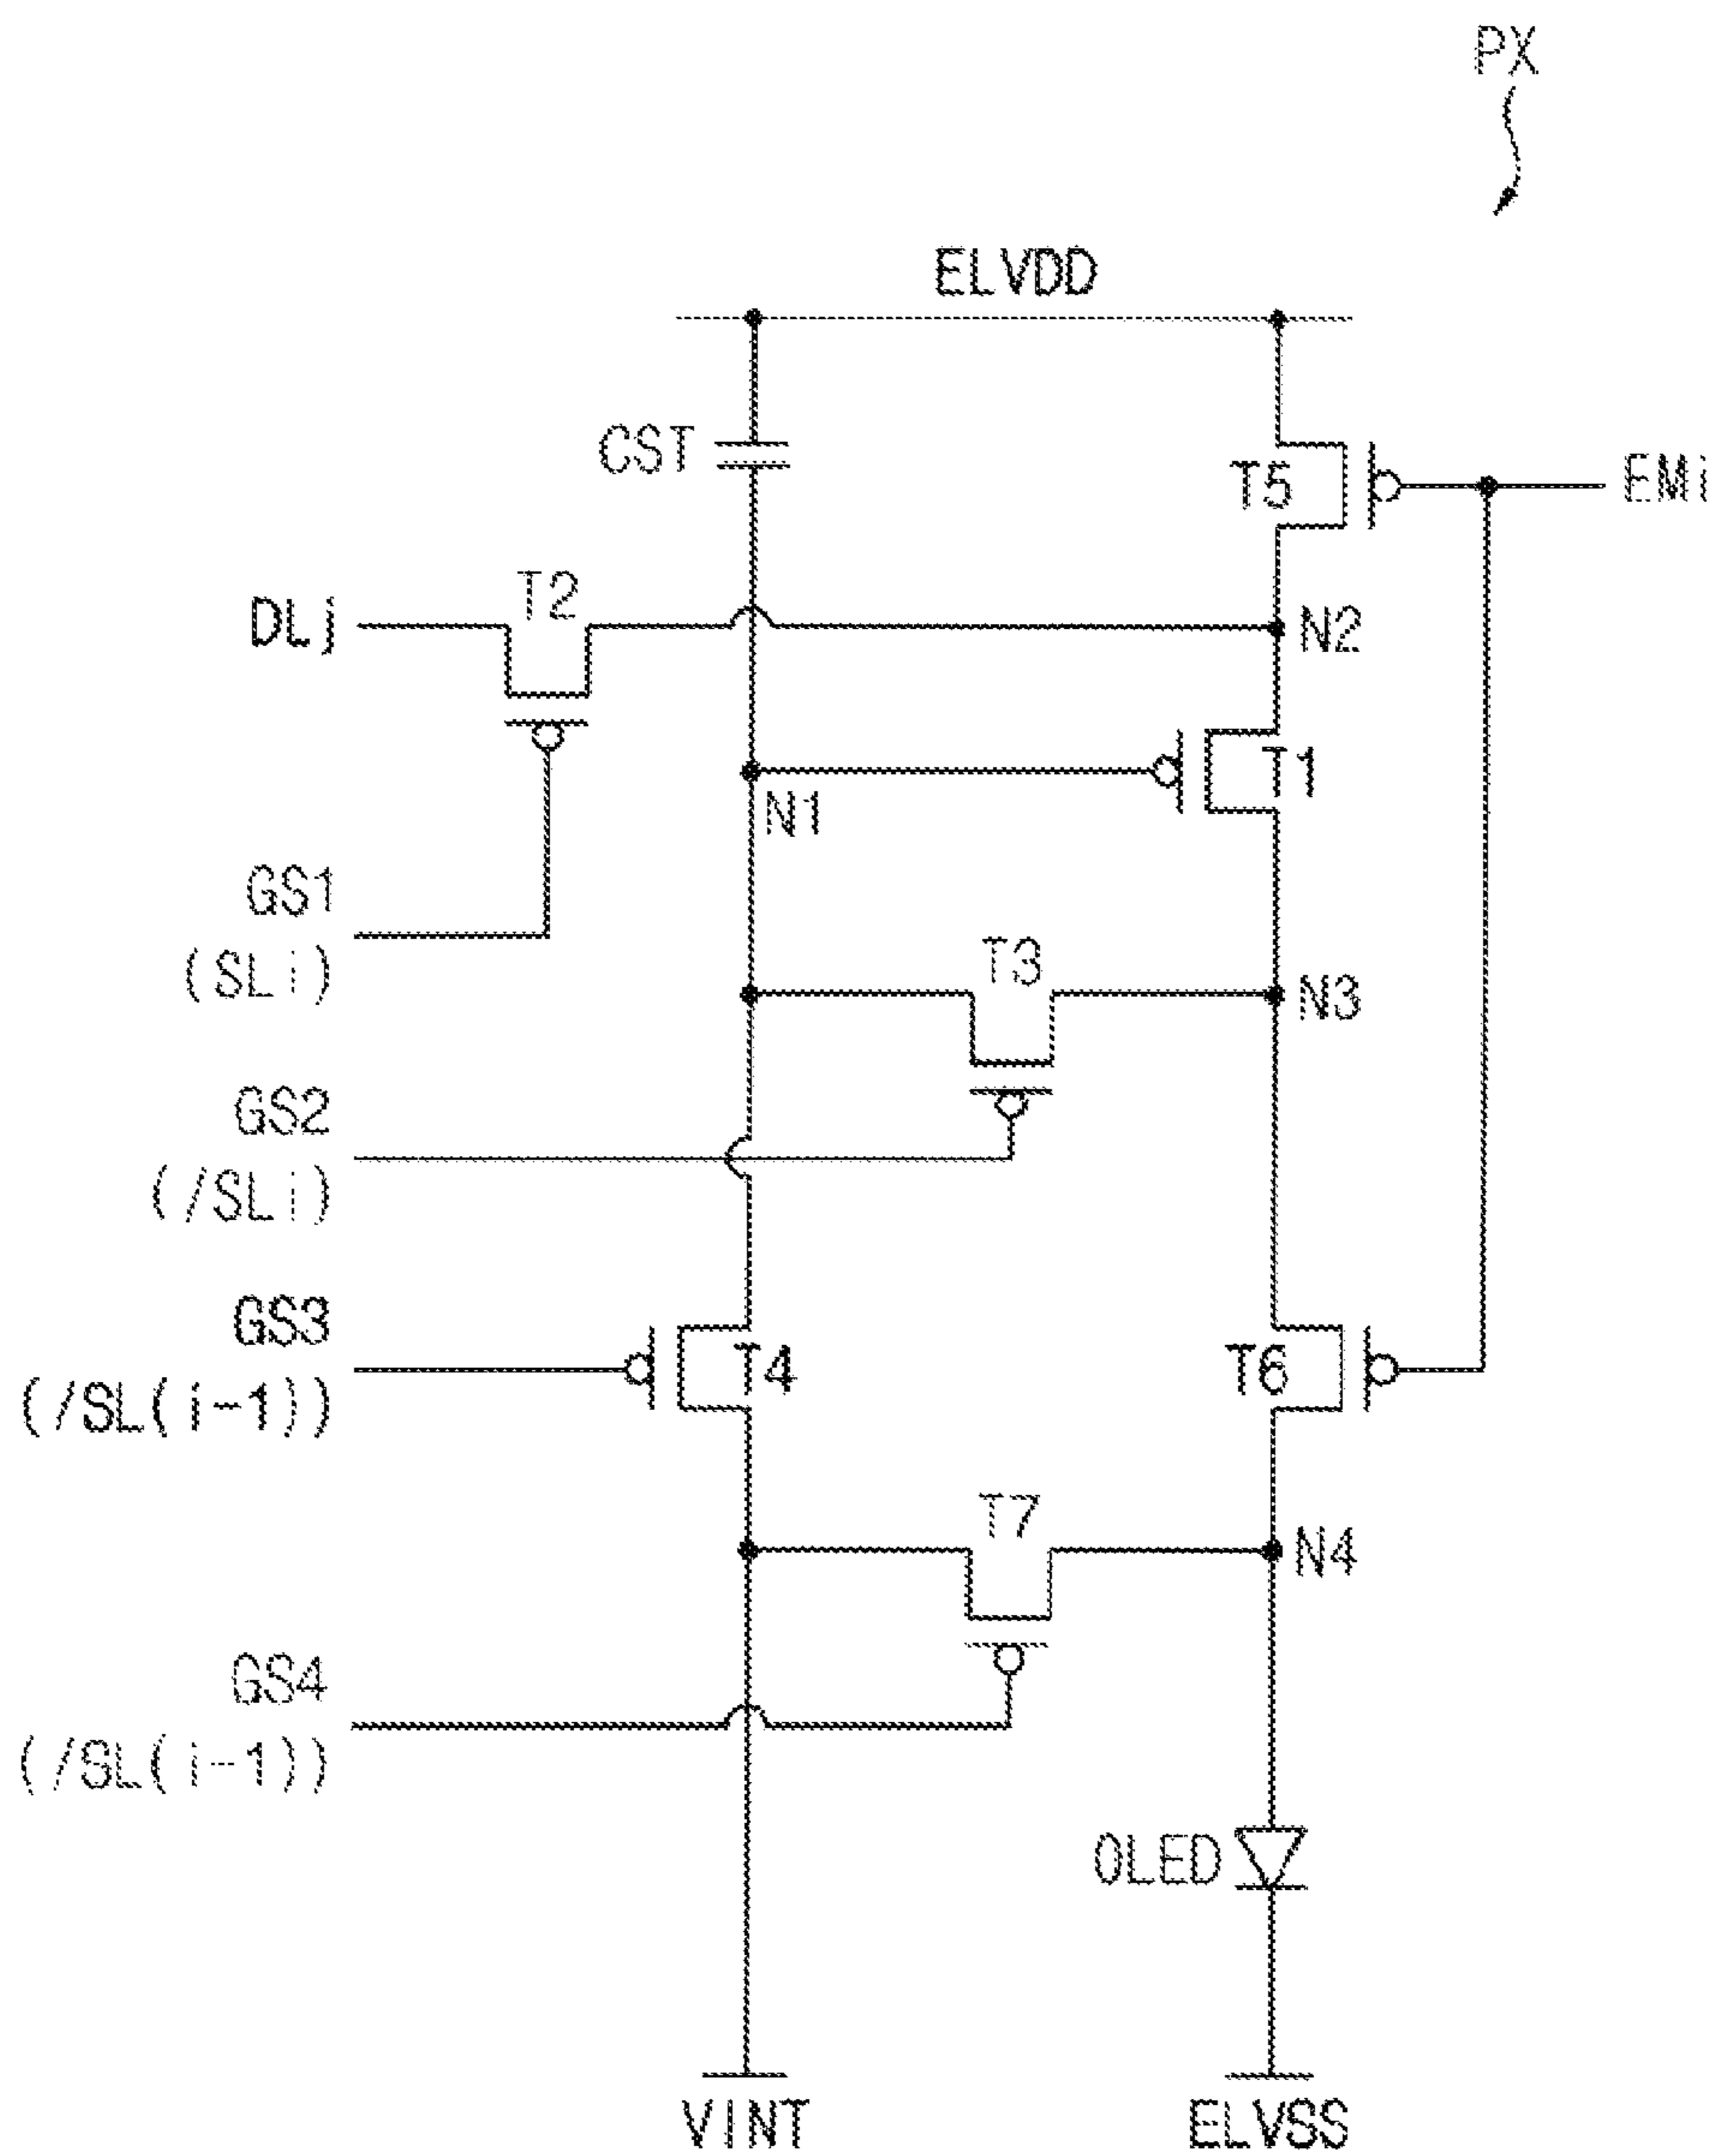 PX
ELVDD
CST
T5
EMi
DLj
T2
N2
T1
N1
GS1
(SLi)
T3
N3
GS2
(/SLi)
GS3
(/SL(i-1))
T4
T6
T7
N4
GS4
(/SL(i-1))
OLED
VINT
ELVSS